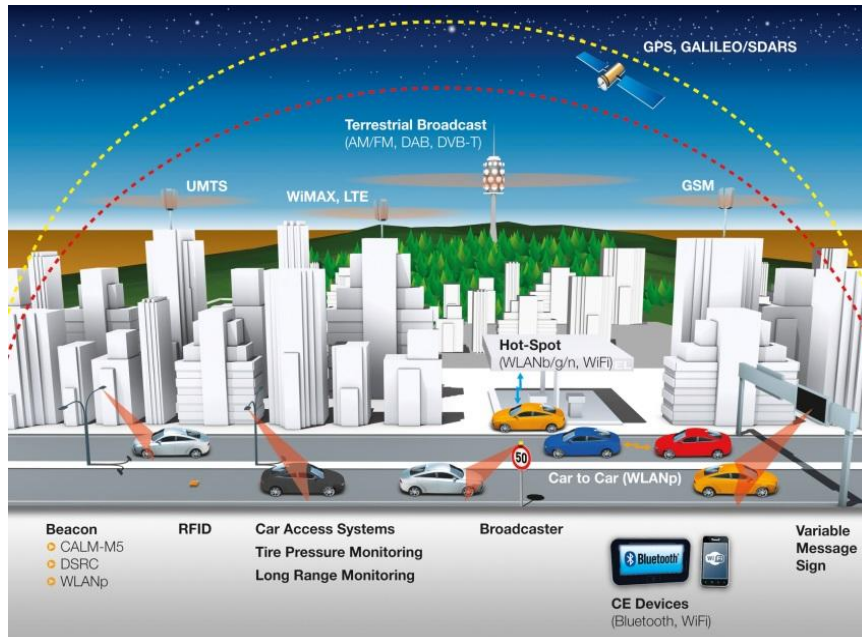 GPS, GALILEO/SDARS
Terrestrial Broadcast
(AM/FM, DAB, DVB-T)
UMTS
WiMAX, LTE
GSM
Hot-Spot
(WLANb/g/n, WiFi)
50
Car to Car (WLANp)
Beacon
CALM-M5
DSRC
WLANp
RFID
Car Access Systems
Tire Pressure Monitoring
Long Range Monitoring
Broadcaster
Bluetooth
WiFi
CE Devices
(Bluetooth, WiFi)
Variable
Message
Sign